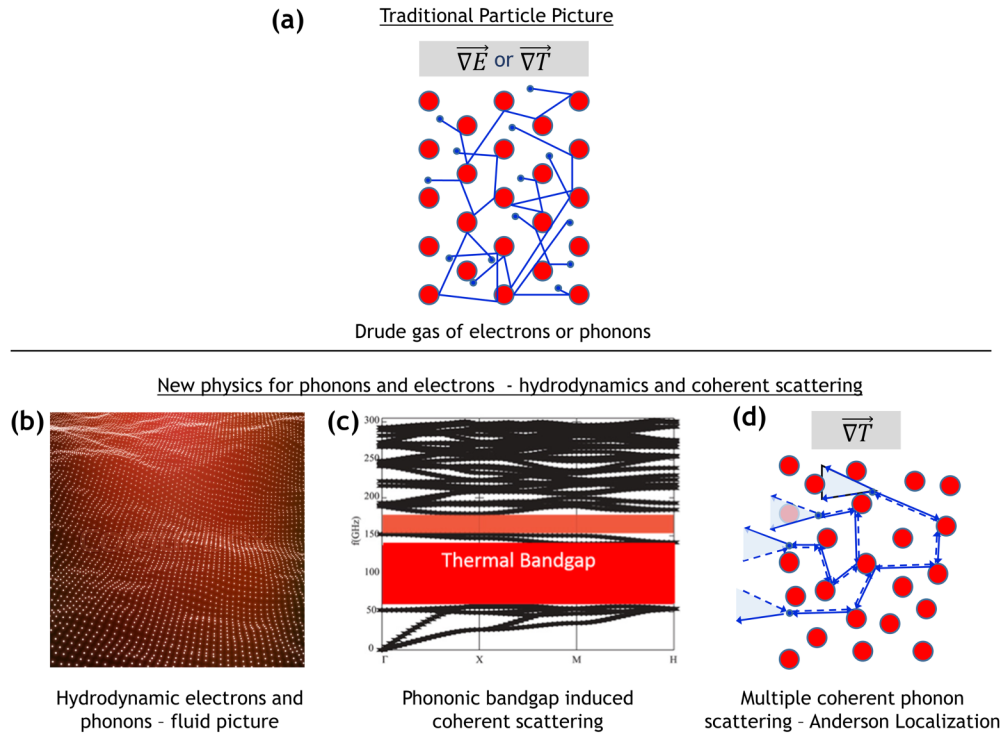 (a)
Traditional Particle Picture
∇E or ∇T
Drude gas of electrons or phonons
New physics for phonons and electrons - hydrodynamics and coherent scattering
(b)
Hydrodynamic electrons and
phonons – fluid picture
(c)
300
250
200
150
100
50
0
f(GHz)
Thermal Bandgap
Γ X M H
Phononic bandgap induced
coherent scattering
(d)
∇T
Multiple coherent phonon
scattering – Anderson Localization